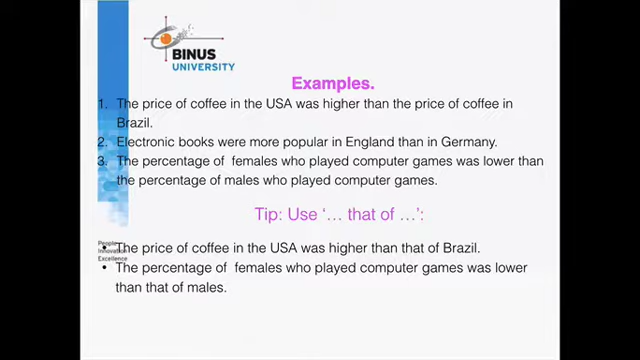 BINUS
UNIVERSITY
Examples.
1. The price of coffee in the USA was higher than the price of coffee in
Brazil.
2. Electronic books were more popular in England than in Germany.
3. The percentage of females who played computer games was lower than
the percentage of males who played computer games.
Tip: Use ‘… that of …’:
• The price of coffee in the USA was higher than that of Brazil.
• The percentage of females who played computer games was lower
than that of males.
People
Innovation
Excellence